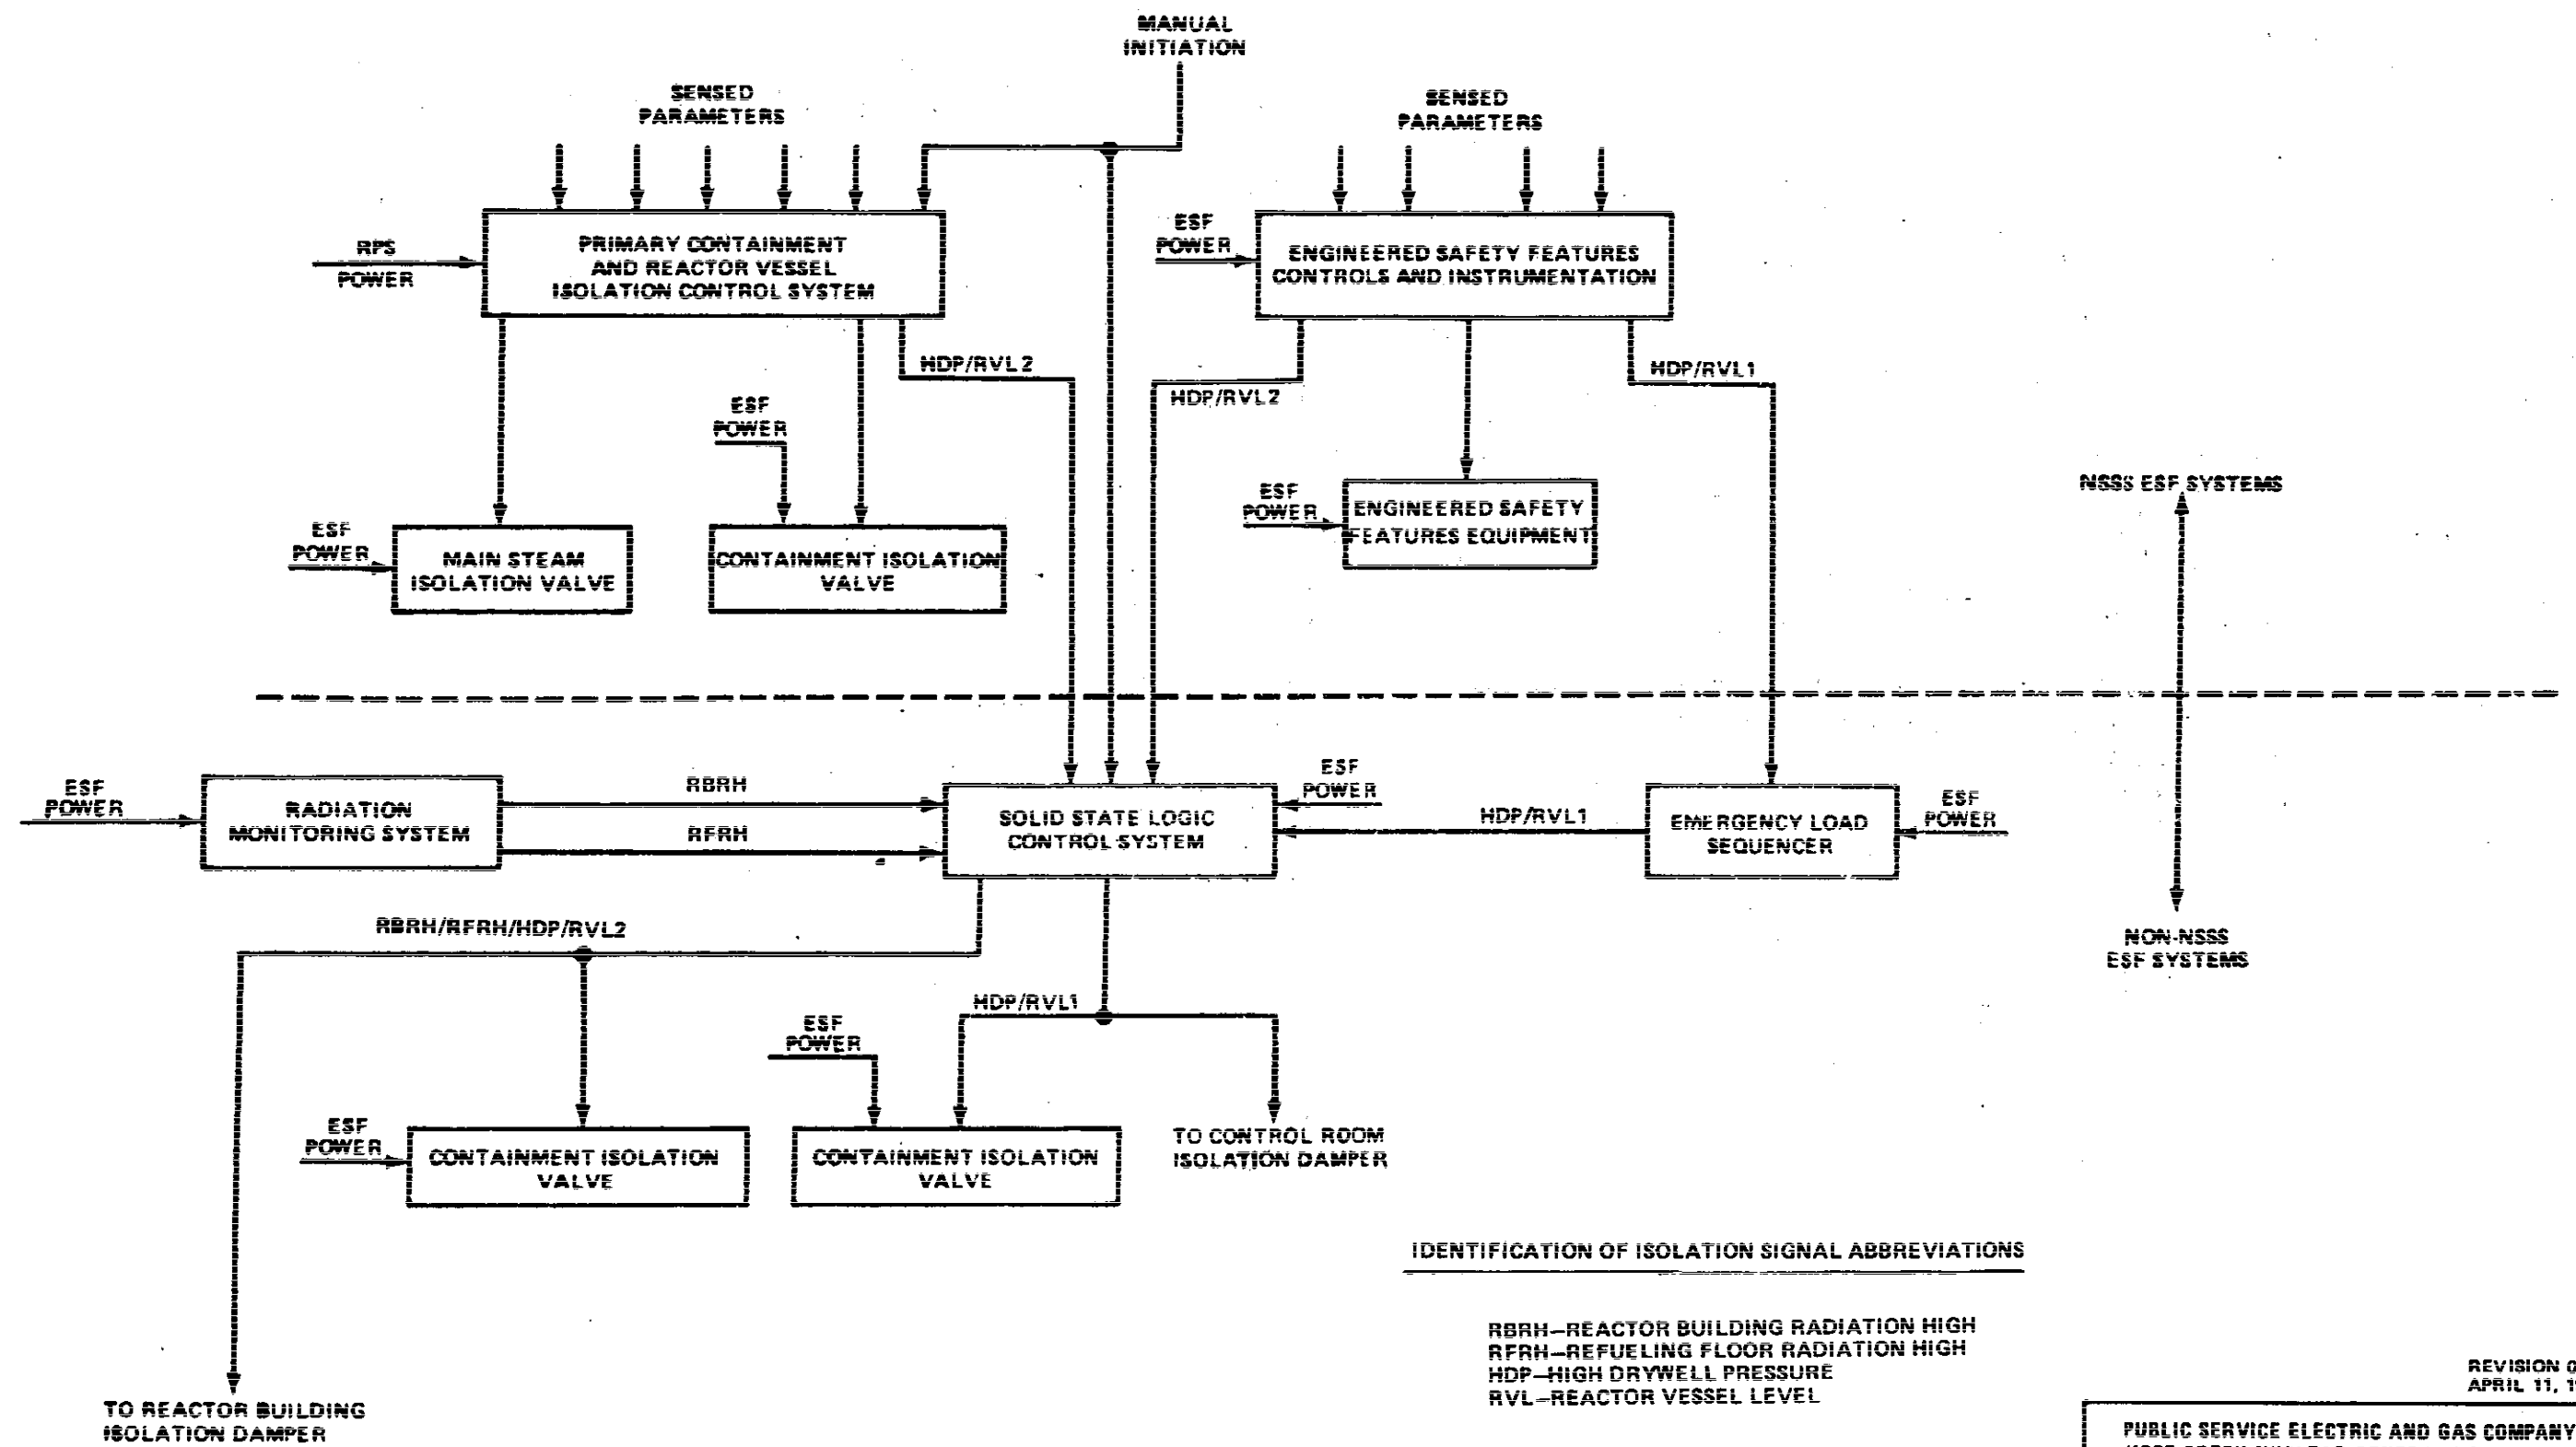 MANUAL
INITIATION
SENSED
PARAMETERS
SENSED
PARAMETERS
RPS
POWER
PRIMARY CONTAINMENT
AND REACTOR VESSEL
ISOLATION CONTROL SYSTEM
ESF
POWER
ENGINEERED SAFETY FEATURES
CONTROLS AND INSTRUMENTATION
HDP/RVL2
HDP/RVL2
HDP/RVL1
ESF
POWER
ESF
POWER
MAIN STEAM
ISOLATION VALVE
CONTAINMENT ISOLATION
VALVE
ESF
POWER
ENGINEERED SAFETY
FEATURES EQUIPMENT
NSSS ESF SYSTEMS
ESF
POWER
RADIATION
MONITORING SYSTEM
RBRH
RFRH
SOLID STATE LOGIC
CONTROL SYSTEM
ESF
POWER
HDP/RVL1
EMERGENCY LOAD
SEQUENCER
ESF
POWER
NON-NSSS
ESF SYSTEMS
RBRH/RFRH/HDP/RVL2
HDP/RVL1
ESF
POWER
ESF
POWER
CONTAINMENT ISOLATION
VALVE
CONTAINMENT ISOLATION
VALVE
TO CONTROL ROOM
ISOLATION DAMPER
TO REACTOR BUILDING
ISOLATION DAMPER
IDENTIFICATION OF ISOLATION SIGNAL ABBREVIATIONS
RBRH—REACTOR BUILDING RADIATION HIGH
RFRH—REFUELING FLOOR RADIATION HIGH
HDP—HIGH DRYWELL PRESSURE
RVL—REACTOR VESSEL LEVEL
REVISION 0
APRIL 11, 1
PUBLIC SERVICE ELECTRIC AND GAS COMPANY